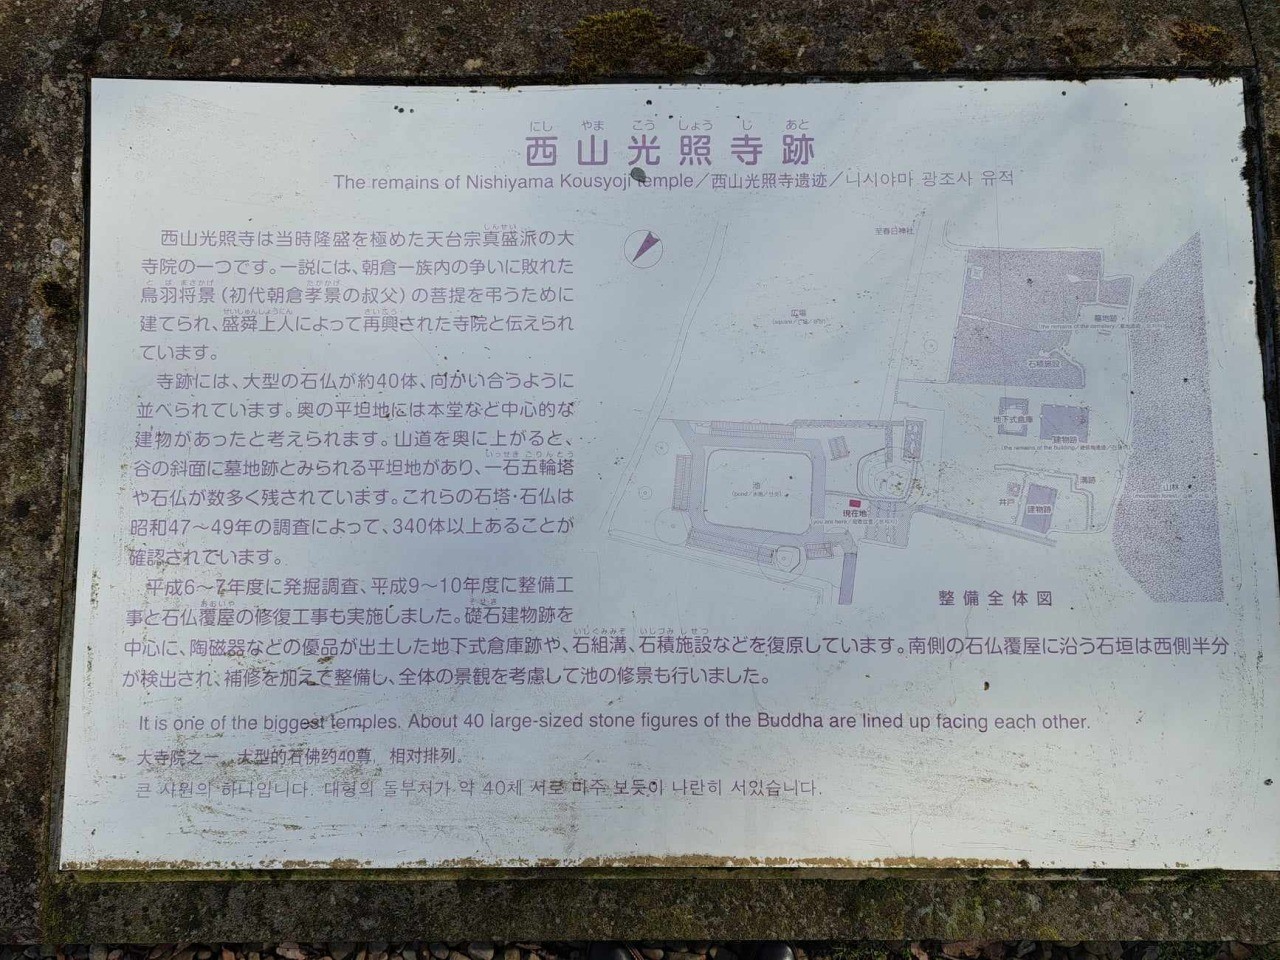 にし やま こう しょう じ あと
西山光照寺跡
The remains of Nishiyama Kousyoji temple／西山光照寺遗迹／니시야마 광조사 유적
西山光照寺は当時隆盛を極めた天台宗真盛派の大
寺院の一つです。一説には、朝倉一族内の争いに敗れた
鳥羽将景（初代朝倉孝景の叔父）の菩提を弔うために
建てられ、盛舜上人によって再興された寺院と伝えられ
ています。
寺跡には、大型の石仏が約40体、向かい合うように
並べられています。奥の平坦地には本堂など中心的な
建物があったと考えられます。山道を奥に上がると、
谷の斜面に墓地跡とみられる平坦地があり、一石五輪塔
や石仏が数多く残されています。これらの石塔・石仏は
昭和47〜49年の調査によって、340体以上あることが
確認されています。
平成6〜7年度に発掘調査、平成9〜10年度に整備工
事と石仏覆屋の修復工事も実施しました。礎石建物跡を
中心に、陶磁器などの優品が出土した地下式倉庫跡や、石組溝、石積施設などを復原しています。南側の石仏覆屋に沿う石垣は西側半分
が検出され、補修を加えて整備し、全体の景観を考慮して池の修景も行いました。
It is one of the biggest temples. About 40 large-sized stone figures of the Buddha are lined up facing each other.
大寺院之一，大型的石佛约40尊，相对排列。
큰 사원의 하나입니다. 대형의 돌부처가 약 40체 서로 마주 보듯이 나란히 서있습니다.
至春日神社
広場
墓地跡
石積施設
地下式倉庫
建物跡
溝跡
井戸
建物跡
山林
池
現在地
整備全体図